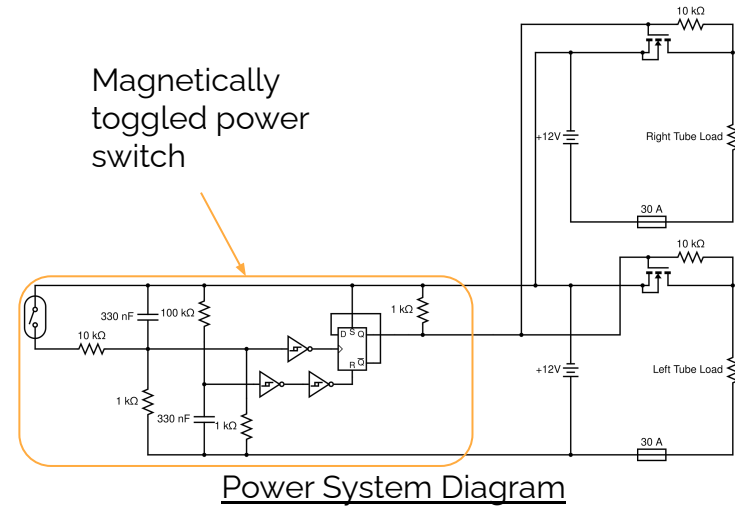 10 kΩ
Magnetically
toggled power
switch
+12V
Right Tube Load
30 A
10 kΩ
330 nF
100 kΩ
1 kΩ
10 kΩ
D S Q
R Q̅
+12V
Left Tube Load
1 kΩ
330 nF
1 kΩ
30 A
Power System Diagram